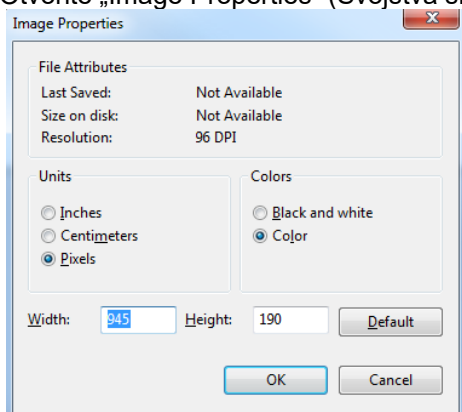 Otvorite „Image Properties" (Svojstva sl
Image Properties
File Attributes
Last Saved: Not Available
Size on disk: Not Available
Resolution: 96 DPI
Units
Colors
Inches
Black and white
Centimeters
Color
Pixels
Width: 945 Height: 190 Default
OK Cancel